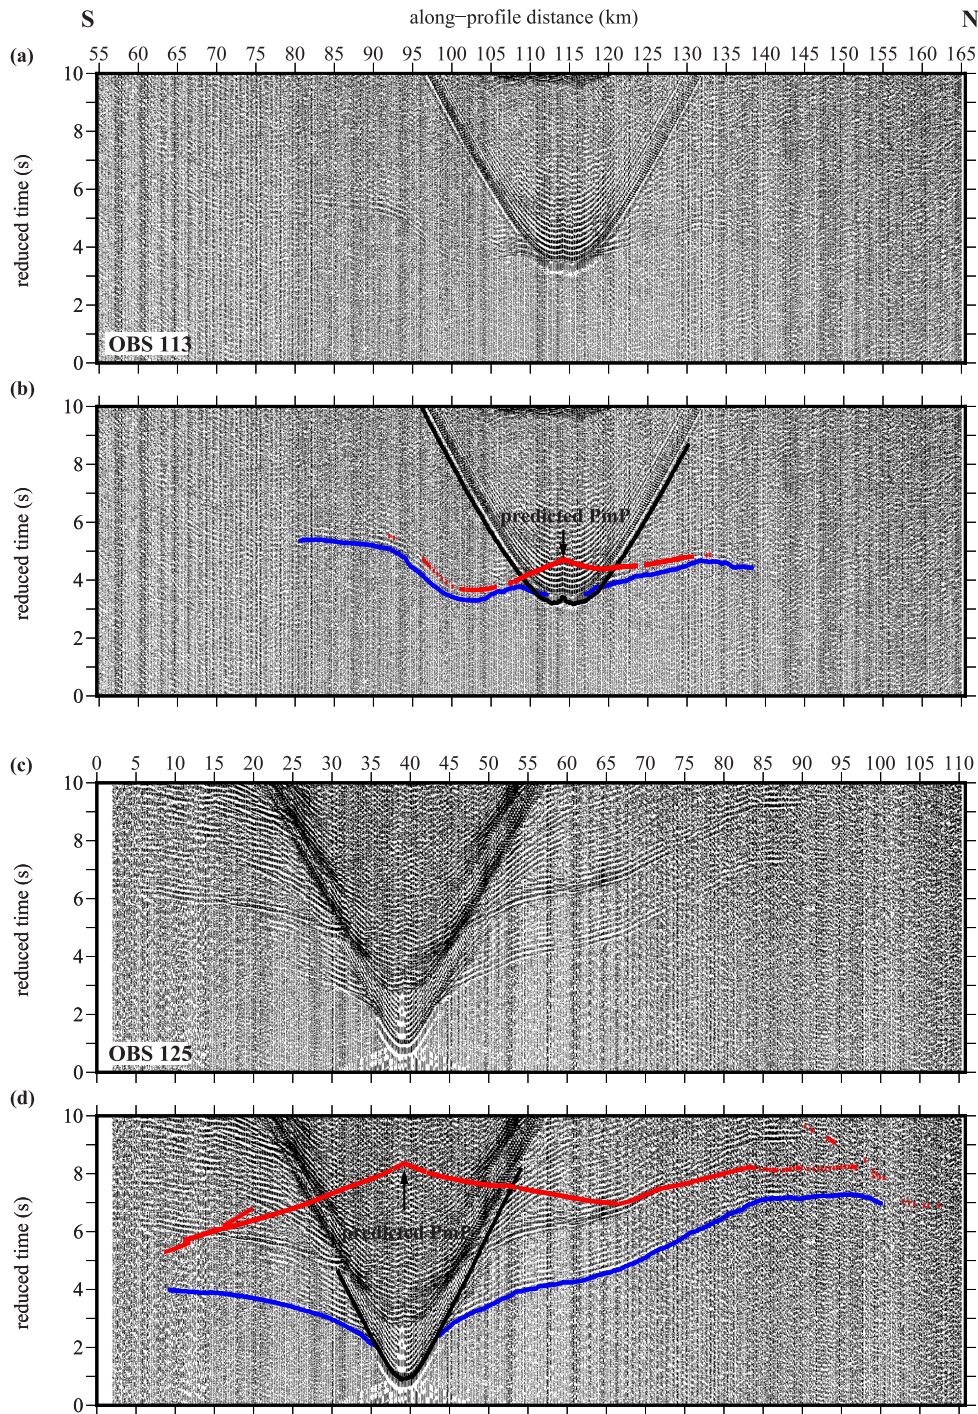 S along−profile distance (km) N
(a)
55 60 65 70 75 80 85 90 95 100 105 110 115 120 125 130 135 140 145 150 155 160 165
10
8
6
4
2
0
reduced time (s)
OBS 113
(b)
10
8
6
4
2
0
reduced time (s)
predicted PmP
(c)
0 5 10 15 20 25 30 35 40 45 50 55 60 65 70 75 80 85 90 95 100 105 110
10
8
6
4
2
0
reduced time (s)
OBS 125
(d)
10
8
6
4
2
0
reduced time (s)
predicted PmP